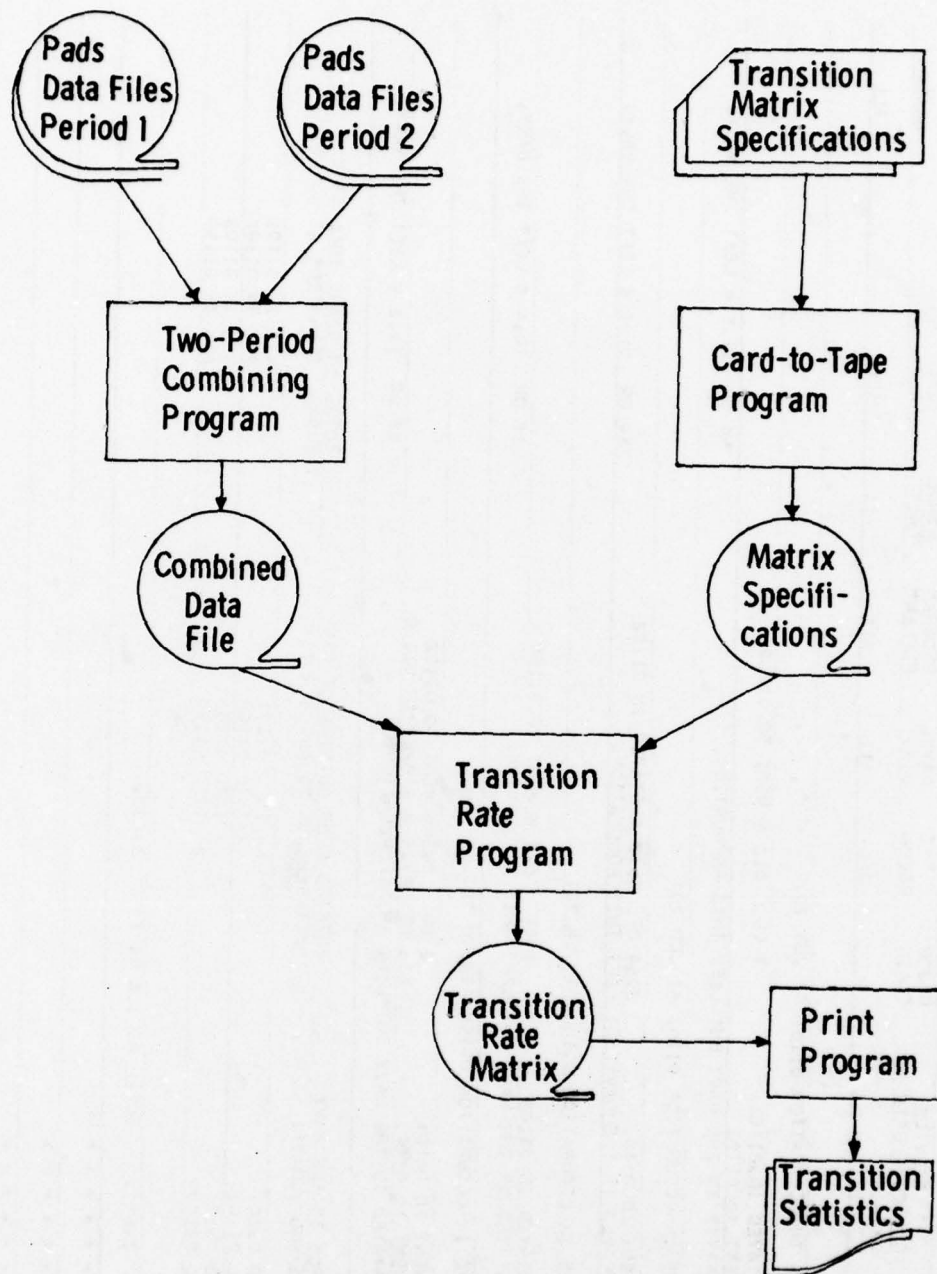 Pads
Data Files
Period 1
Pads
Data Files
Period 2
Transition
Matrix
Specifications
Two-Period
Combining
Program
Card-to-Tape
Program
Combined
Data
File
Matrix
Specifi-
cations
Transition
Rate
Program
Transition
Rate
Matrix
Print
Program
Transition
Statistics